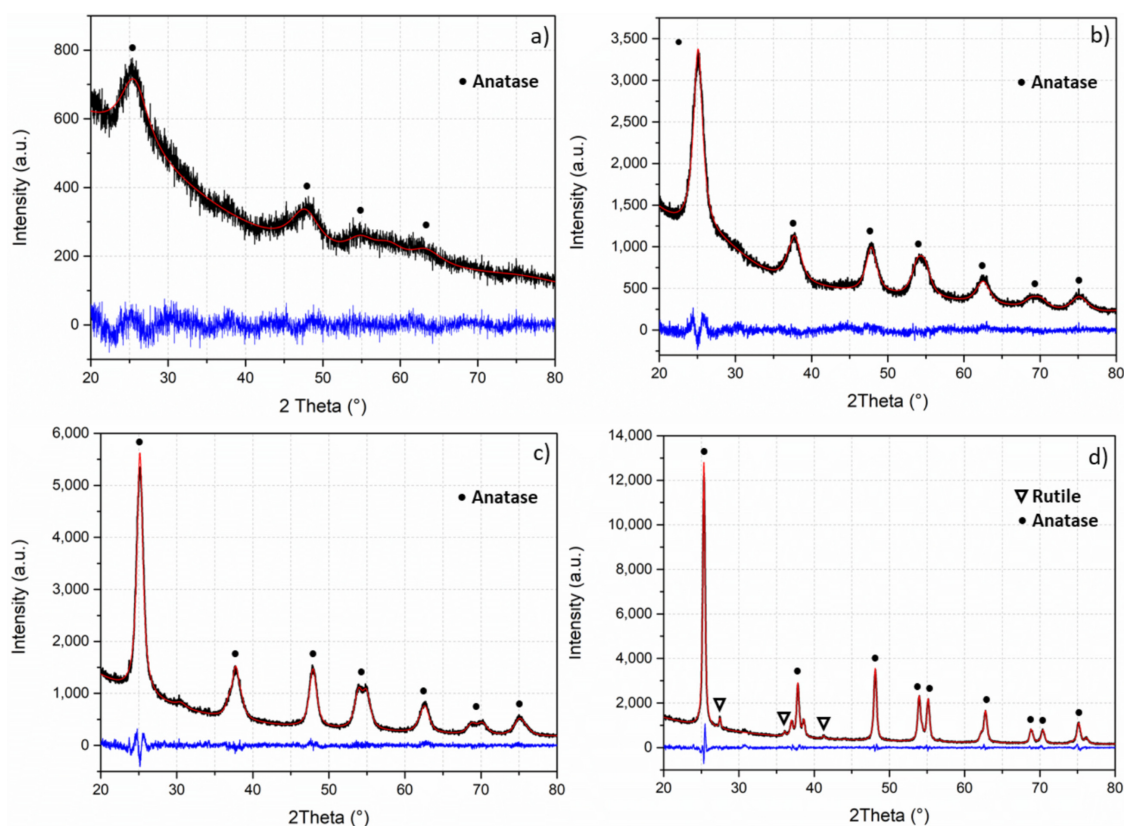 a)
● Anatase
800
600
400
200
0
Intensity (a.u.)
20 30 40 50 60 70 80
2 Theta (°)
b)
● Anatase
3,500
3,000
2,500
2,000
1,500
1,000
500
0
Intensity (a.u.)
20 30 40 50 60 70 80
2Theta (°)
c)
● Anatase
6,000
5,000
4,000
3,000
2,000
1,000
0
Intensity (a.u.)
20 30 40 50 60 70 80
2Theta (°)
d)
▽ Rutile
● Anatase
14,000
12,000
10,000
8,000
6,000
4,000
2,000
0
Intensity (a.u.)
20 30 40 50 60 70 80
2Theta (°)